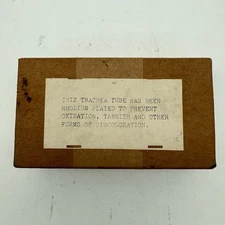 THIS TRACHEA TUBE HAS BEEN
RHODIUM PLATED TO PREVENT
OXIDATION, TARNISH AND OTHER
FORMS OF DISCOLORATION.